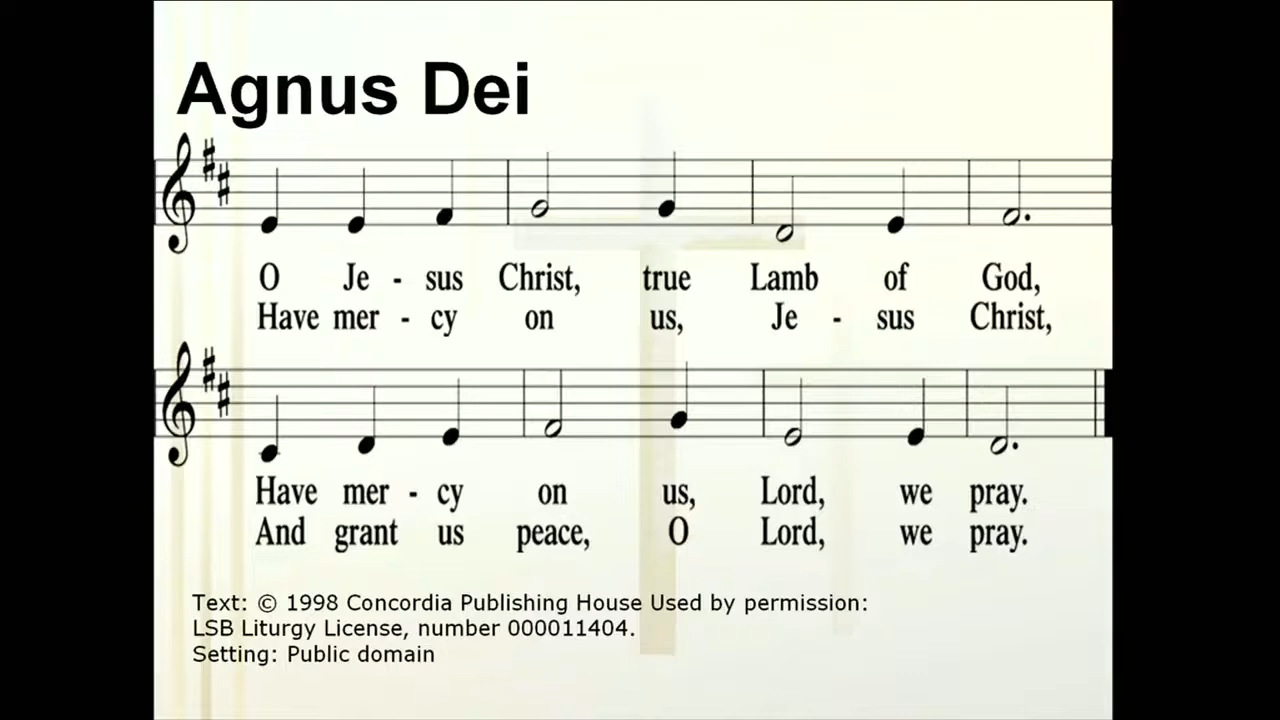 Agnus Dei
O Je - sus Christ, true Lamb of God,
Have mer - cy on us, Je - sus Christ,
Have mer - cy on us, Lord, we pray.
And grant us peace, O Lord, we pray.
Text: © 1998 Concordia Publishing House Used by permission:
LSB Liturgy License, number 000011404.
Setting: Public domain